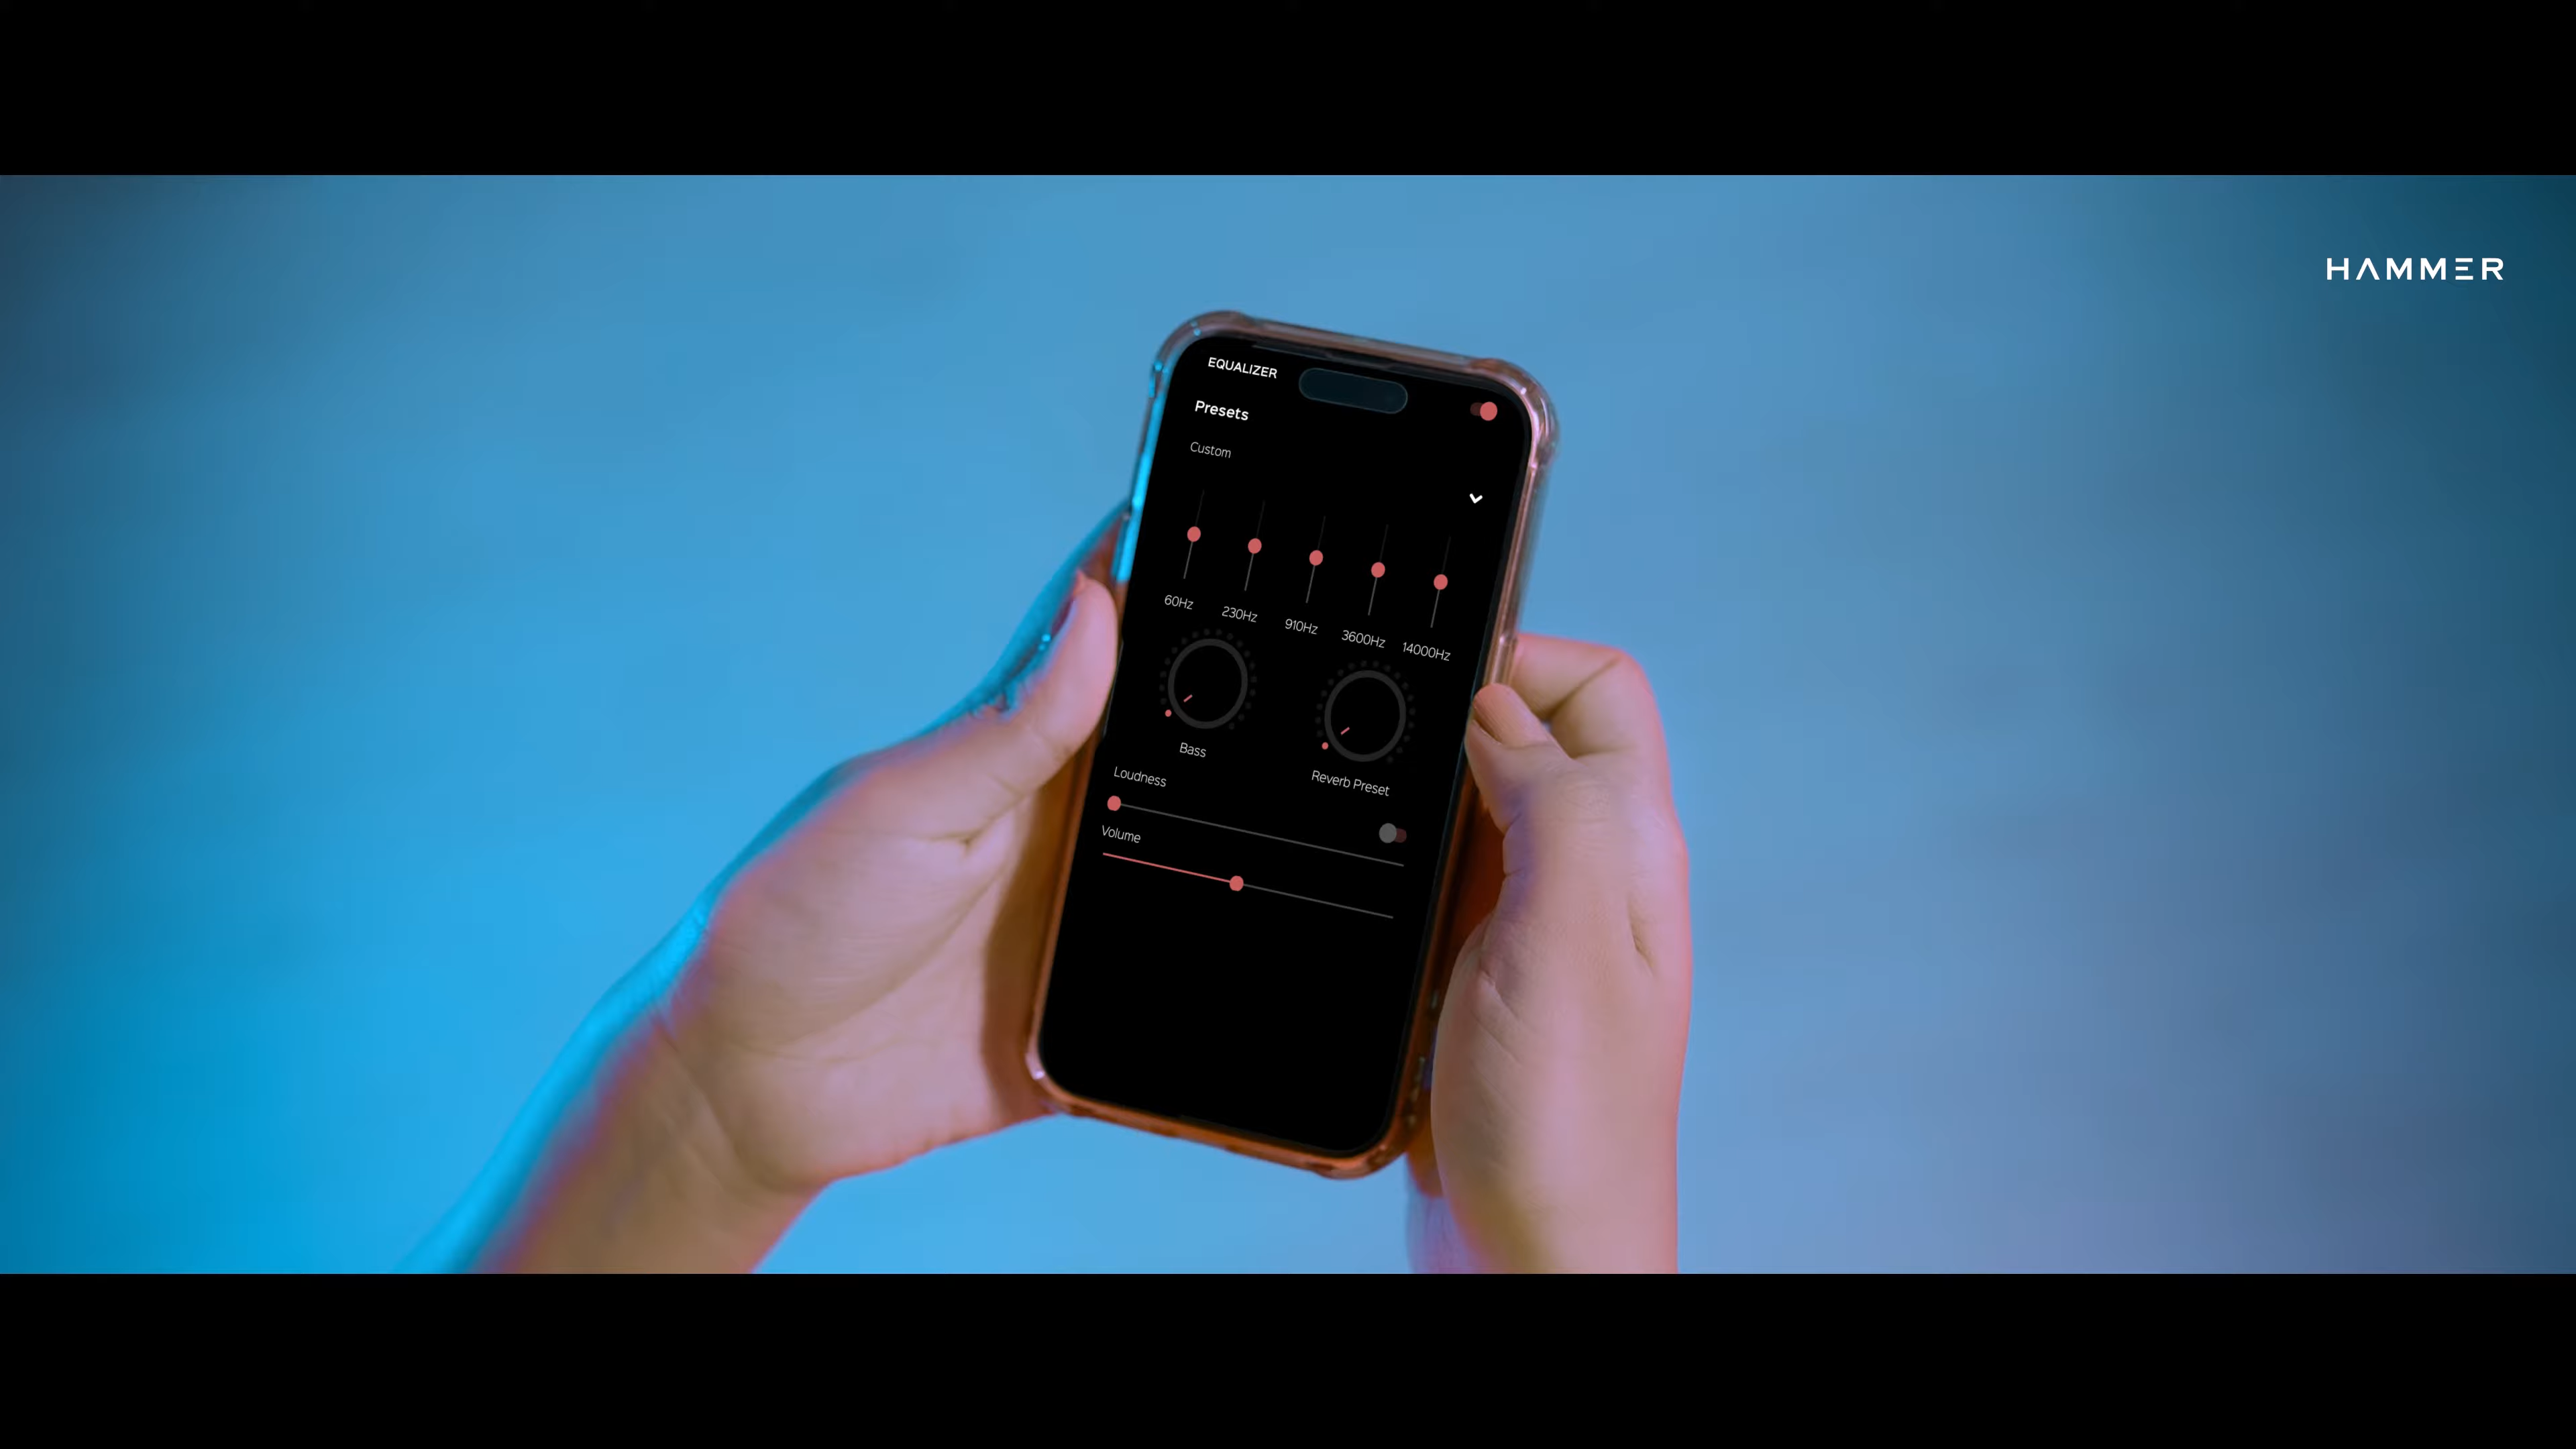 HAMMER
EQUALIZER
Presets
Custom
60Hz 230Hz 910Hz 3600Hz 14000Hz
Bass Reverb Preset
Loudness
Volume